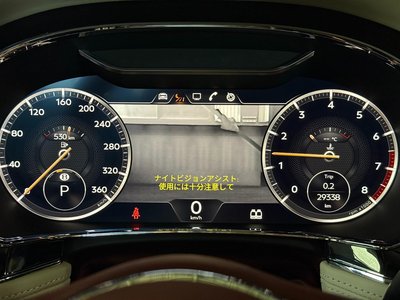 160 200
120 240
80 280
40 320
360
530 km
P
--- °C
3 4 5
2 6
1 7
8
Trip
0.2
29338
km
ナイトビジョンアシスト:
使用には十分注意して
0
km/h